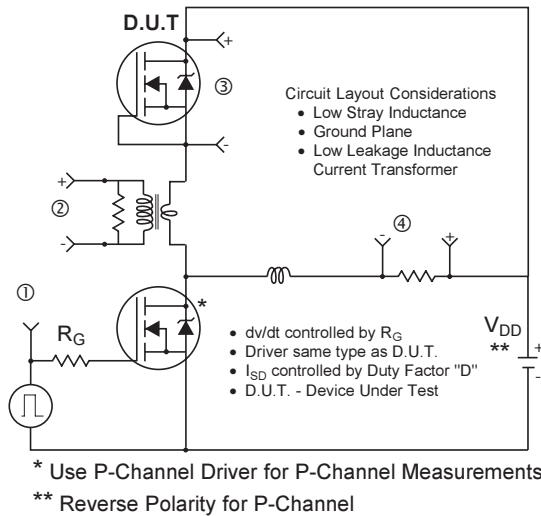 D.U.T
+
③
-
Circuit Layout Considerations
• Low Stray Inductance
• Ground Plane
• Low Leakage Inductance
Current Transformer
+
②
-
④
- +
①
R_G
*
• dv/dt controlled by R_G
• Driver same type as D.U.T.
• I_SD controlled by Duty Factor "D"
• D.U.T. - Device Under Test
V_DD
**
+
-
* Use P-Channel Driver for P-Channel Measurements
** Reverse Polarity for P-Channel